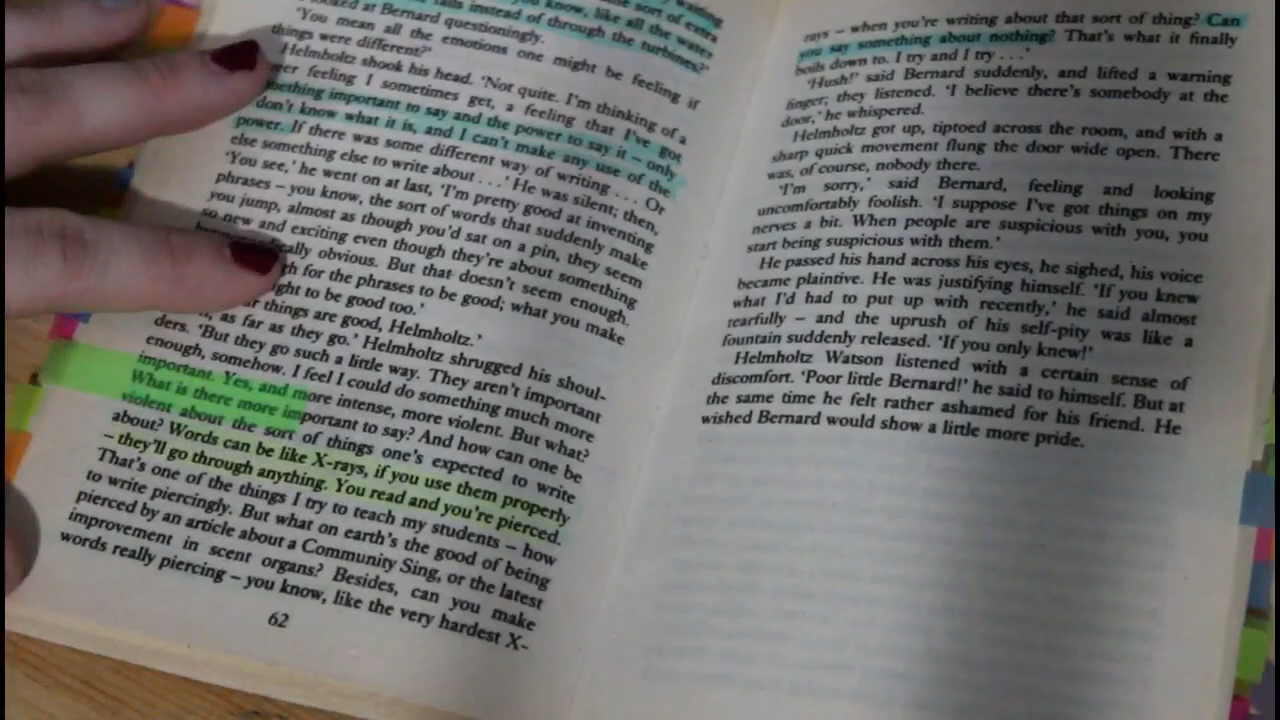 sort of extra
know, like all the water
falls instead of through the turbines?'
looked at Bernard questioningly.
'You mean all the emotions one might be feeling if
things were different?'
Helmholtz shook his head. 'Not quite. I'm thinking of a
feeling I sometimes get, a feeling that I've got
something important to say and the power to say it – only
don't know what it is, and I can't make any use of the
power. If there was some different way of writing . . . Or
else something else to write about . . .' He was silent; then,
'You see,' he went on at last, 'I'm pretty good at inventing
phrases – you know, the sort of words that suddenly make
you jump, almost as though you'd sat on a pin, they seem
so new and exciting even though they're about something
obvious. But that doesn't seem enough.
for the phrases to be good; what you make
ought to be good too.'
things are good, Helmholtz.'
as far as they go.' Helmholtz shrugged his shoul-
ders. 'But they go such a little way. They aren't important
enough, somehow. I feel I could do something much more
important. Yes, and more intense, more violent. But what?
What is there more important to say? And how can one be
violent about the sort of things one's expected to write
about? Words can be like X-rays, if you use them properly
– they'll go through anything. You read and you're pierced.
That's one of the things I try to teach my students – how
to write piercingly. But what on earth's the good of being
pierced by an article about a Community Sing, or the latest
improvement in scent organs? Besides, can you make
words really piercing – you know, like the very hardest X-
62
rays – when you're writing about that sort of thing? Can
you say something about nothing? That's what it finally
boils down to. I try and I try . . .'
'Hush!' said Bernard suddenly, and lifted a warning
finger; they listened. 'I believe there's somebody at the
door,' he whispered.
Helmholtz got up, tiptoed across the room, and with a
sharp quick movement flung the door wide open. There
was, of course, nobody there.
'I'm sorry,' said Bernard, feeling and looking
uncomfortably foolish. 'I suppose I've got things on my
nerves a bit. When people are suspicious with you, you
start being suspicious with them.'
He passed his hand across his eyes, he sighed, his voice
became plaintive. He was justifying himself. 'If you knew
what I'd had to put up with recently,' he said almost
tearfully – and the uprush of his self-pity was like a
fountain suddenly released. 'If you only knew!'
Helmholtz Watson listened with a certain sense of
discomfort. 'Poor little Bernard!' he said to himself. But at
the same time he felt rather ashamed for his friend. He
wished Bernard would show a little more pride.